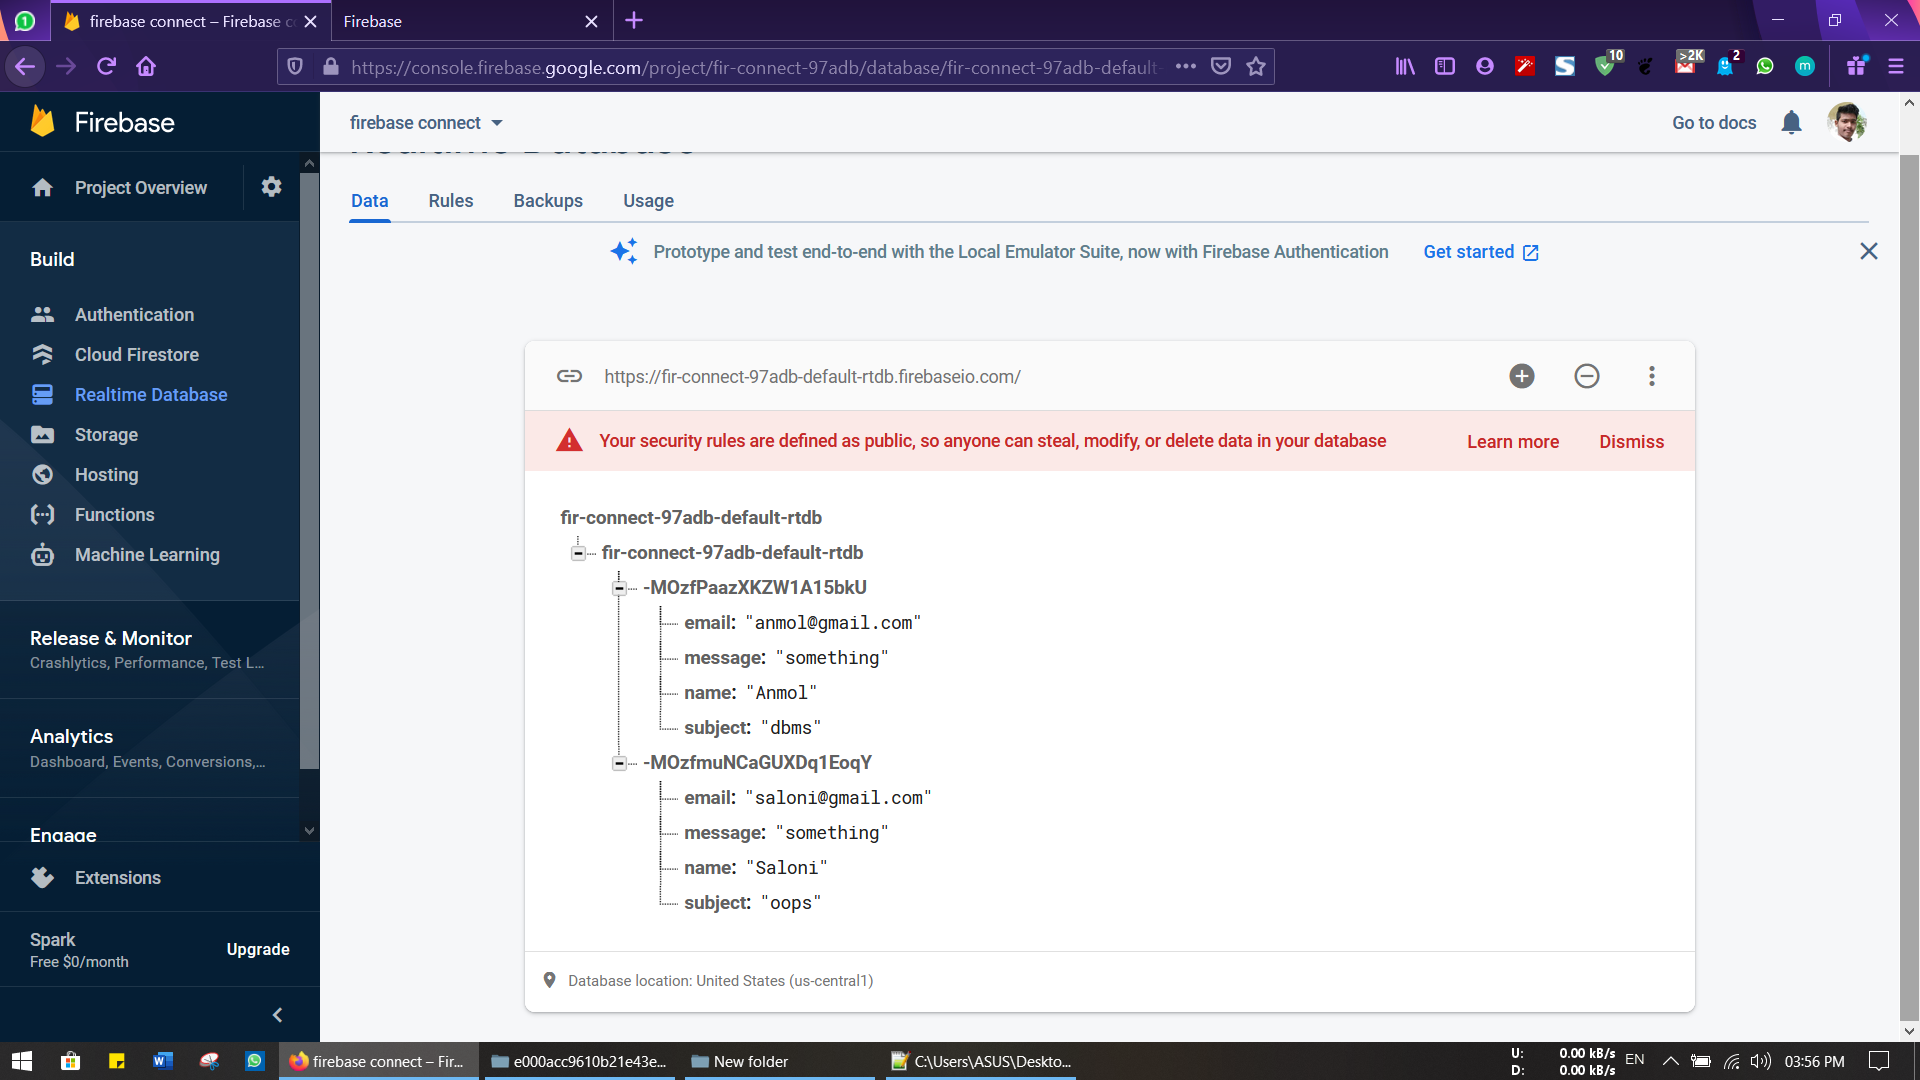 1
firebase connect – Firebase c
Firebase
https://console.firebase.google.com/project/fir-connect-97adb/database/fir-connect-97adb-default-
10
>2K
2
m
Firebase
firebase connect
Go to docs
Project Overview
Data
Rules
Backups
Usage
Prototype and test end-to-end with the Local Emulator Suite, now with Firebase Authentication
Get started
Build
Authentication
Cloud Firestore
Realtime Database
Storage
Hosting
Functions
Machine Learning
Release & Monitor
Crashlytics, Performance, Test L...
Analytics
Dashboard, Events, Conversions,...
Engage
Extensions
Spark
Free $0/month
Upgrade
https://fir-connect-97adb-default-rtdb.firebaseio.com/
Your security rules are defined as public, so anyone can steal, modify, or delete data in your database
Learn more
Dismiss
fir-connect-97adb-default-rtdb
fir-connect-97adb-default-rtdb
-MOzfPaazXKZW1A15bkU
email: "anmol@gmail.com"
message: "something"
name: "Anmol"
subject: "dbms"
-MOzfmuNCaGUXDq1EoqY
email: "saloni@gmail.com"
message: "something"
name: "Saloni"
subject: "oops"
Database location: United States (us-central1)
firebase connect – Fir...
e000acc9610b21e43e...
New folder
C:\Users\ASUS\Deskto...
U: 0.00 kB/s
D: 0.00 kB/s
EN
03:56 PM